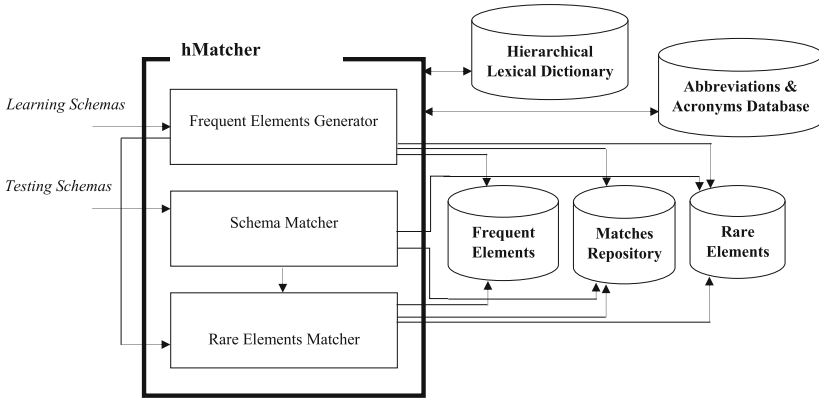 hMatcher
Hierarchical
Lexical Dictionary
Abbreviations &
Acronyms Database
Learning Schemas
Frequent Elements Generator
Testing Schemas
Schema Matcher
Frequent
Elements
Matches
Repository
Rare
Elements
Rare Elements Matcher